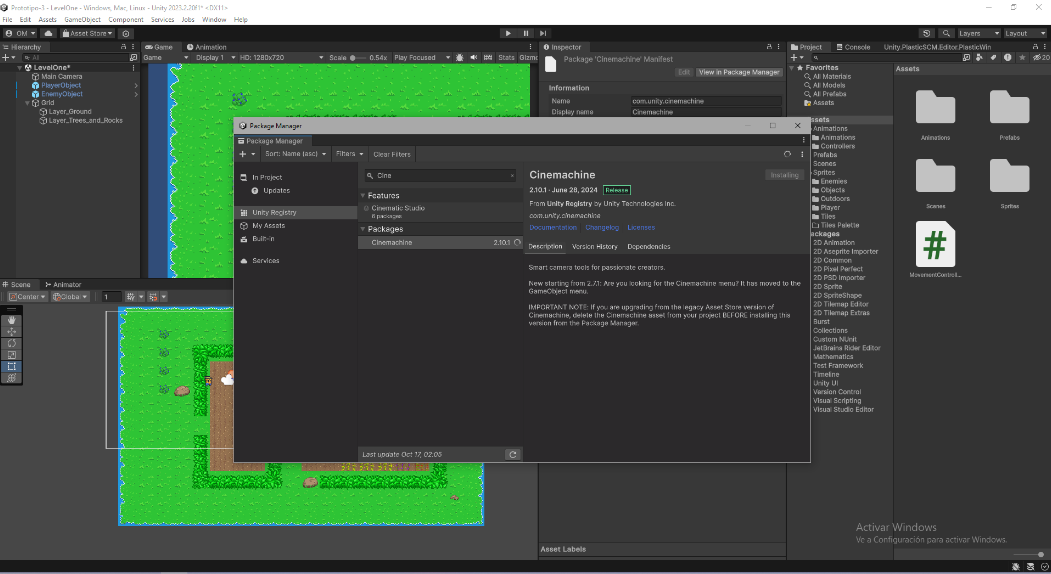 Prototipo-3 - LevelOne - Windows, Mac, Linux - Unity 2023.2.20f1* <DX11>
File Edit Assets GameObject Component Services Jobs Window Help
OM Asset Store
Layers Layout
Hierarchy
All
LevelOne*
Main Camera
PlayerObject
EnemyObject
Grid
Layer_Ground
Layer_Trees_and_Rocks
Game Animation
Game Display 1 HD: 1280x720 Scale 0.54x Play Focused Stats Gizmo
Inspector
Package 'Cinemachine' Manifest
Edit View in Package Manager
Information
Name com.unity.cinemachine
Display name Cinemachine
Package Manager
Package Manager
Sort: Name (asc) Filters Clear Filters
In Project
Updates
Unity Registry
My Assets
Built-in
Services
Cine
Features
Cinematic Studio
6 packages
Packages
Cinemachine 2.10.1
Last update Oct 17, 02:05
Cinemachine Installing
2.10.1 · June 28, 2024 Release
From Unity Registry by Unity Technologies Inc.
com.unity.cinemachine
Documentation Changelog Licenses
Description Version History Dependencies
Smart camera tools for passionate creators.
New starting from 2.7.1: Are you looking for the Cinemachine menu? It has moved to the
GameObject menu.
IMPORTANT NOTE: If you are upgrading from the legacy Asset Store version of
Cinemachine, delete the Cinemachine asset from your project BEFORE installing this
version from the Package Manager.
Scene Animator
Center Global 1
Asset Labels
Project Console Unity.PlasticSCM.Editor.PlasticWin
20
Favorites
All Materials
All Models
All Prefabs
Assets
ssets
Animations
Animations
Controllers
Prefabs
Scenes
Sprites
Enemies
Objects
Outdoors
Player
Tiles
Tiles Palette
ackages
2D Animation
2D Aseprite Importer
2D Common
2D Pixel Perfect
2D PSD Importer
2D Sprite
2D SpriteShape
2D Tilemap Editor
2D Tilemap Extras
Burst
Collections
Custom NUnit
JetBrains Rider Editor
Mathematics
Test Framework
Timeline
Unity UI
Version Control
Visual Scripting
Visual Studio Editor
Assets
Animations Prefabs
Scenes Sprites
#
MovementControll...
Activar Windows
Ve a Configuración para activar Windows.